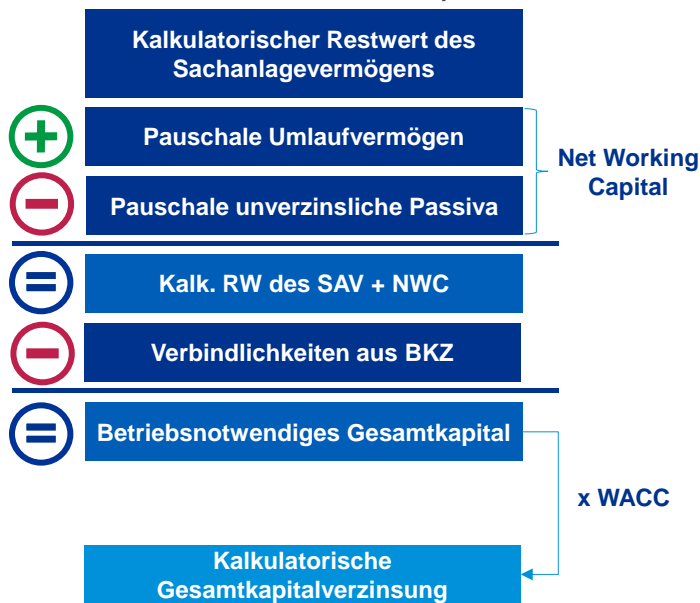 Kalkulatorischer Restwert des
Sachanlagevermögens
Pauschale Umlaufvermögen
Pauschale unverzinsliche Passiva
Net Working
Capital
Kalk. RW des SAV + NWC
Verbindlichkeiten aus BKZ
Betriebsnotwendiges Gesamtkapital
x WACC
Kalkulatorische
Gesamtkapitalverzinsung